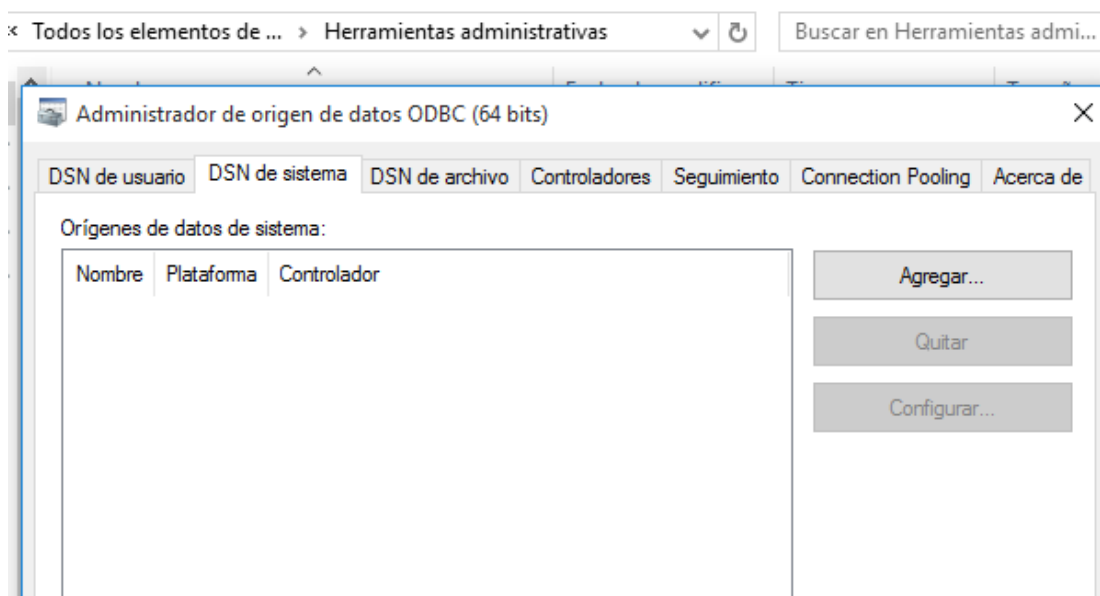 « Todos los elementos de ... > Herramientas administrativas
Buscar en Herramientas admi...
Administrador de origen de datos ODBC (64 bits)
DSN de usuario DSN de sistema DSN de archivo Controladores Seguimiento Connection Pooling Acerca de
Orígenes de datos de sistema:
Nombre Plataforma Controlador
Agregar...
Quitar
Configurar...